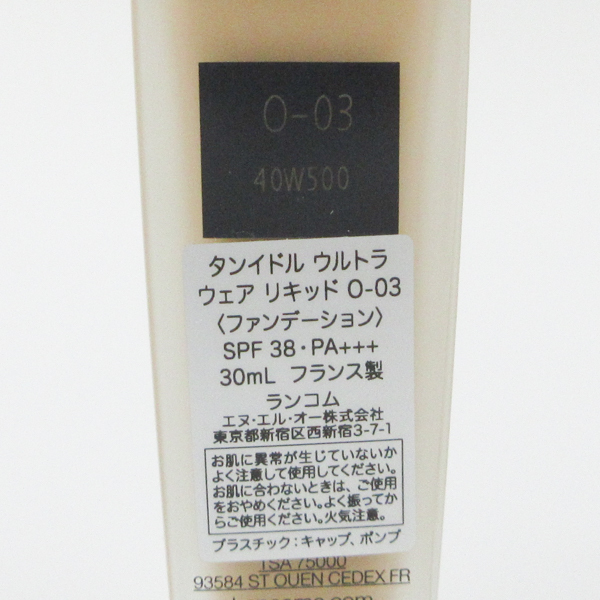 O-03
40W500
タンイドル ウルトラ
ウェア リキッド O-03
〈ファンデーション〉
SPF 38・PA+++
30mL フランス製
ランコム
エヌ・エル・オー株式会社
東京都新宿区西新宿3-7-1
お肌に異常が生じていないか
よく注意して使用してください。
お肌に合わないときは、ご使用
をおやめください。よく振ってか
らご使用ください。火気注意。
プラスチック：キャップ、ポンプ
TSA 75000
93584 ST OUEN CEDEX FR